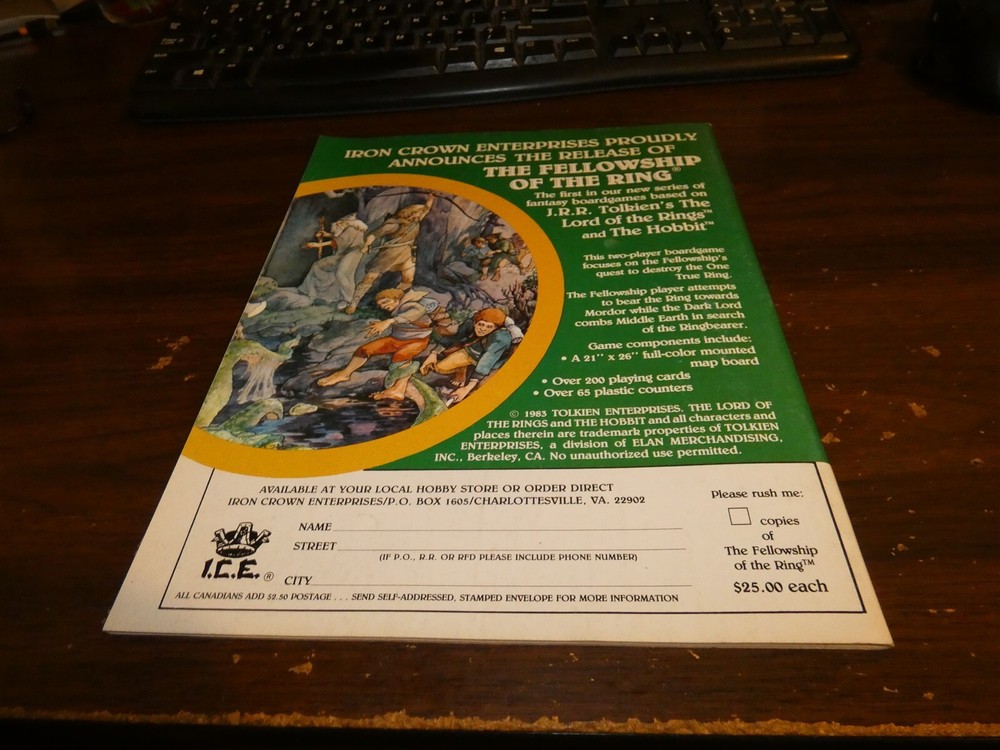 IRON CROWN ENTERPRISES PROUDLY
ANNOUNCES THE RELEASE OF
THE FELLOWSHIP
OF THE RING®
The first in our new series of
fantasy boardgames based on
J.R.R. Tolkien's The
Lord of the Rings™
and The Hobbit™
This two-player boardgame
focuses on the Fellowship's
quest to destroy the One
True Ring.
The Fellowship player attempts
to bear the Ring towards
Mordor while the Dark Lord
combs Middle Earth in search
of the Ringbearer.
Game components include:
• A 21" x 26" full-color mounted
map board
• Over 200 playing cards
• Over 65 plastic counters
© 1983 TOLKIEN ENTERPRISES. THE LORD OF
THE RINGS and THE HOBBIT and all characters and
places therein are trademark properties of TOLKIEN
ENTERPRISES, a division of ELAN MERCHANDISING,
INC., Berkeley, CA. No unauthorized use permitted.
AVAILABLE AT YOUR LOCAL HOBBY STORE OR ORDER DIRECT
IRON CROWN ENTERPRISES/P.O. BOX 1605/CHARLOTTESVILLE, VA. 22902
NAME
STREET
(IF P.O., R.R. OR RFD PLEASE INCLUDE PHONE NUMBER)
CITY
I.C.E.®
ALL CANADIANS ADD $2.50 POSTAGE . . . SEND SELF-ADDRESSED, STAMPED ENVELOPE FOR MORE INFORMATION
Please rush me:
copies
of
The Fellowship
of the Ring™
$25.00 each